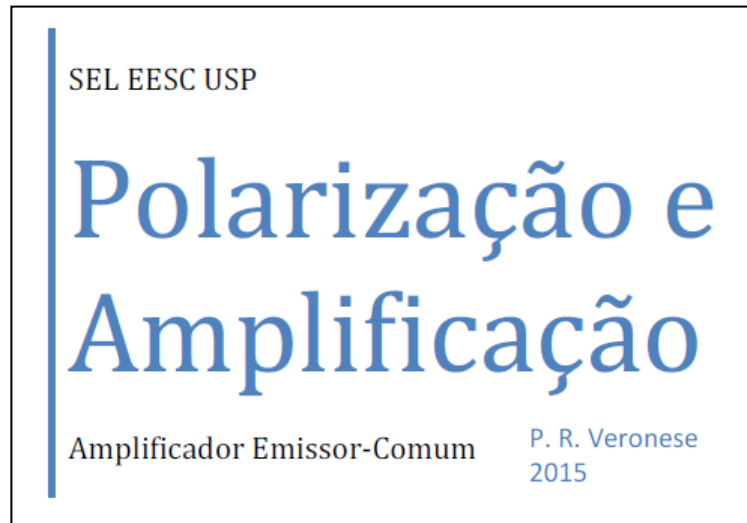 SEL EESC USP
Polarização e
Amplificação
Amplificador Emissor-Comum
P. R. Veronese
2015